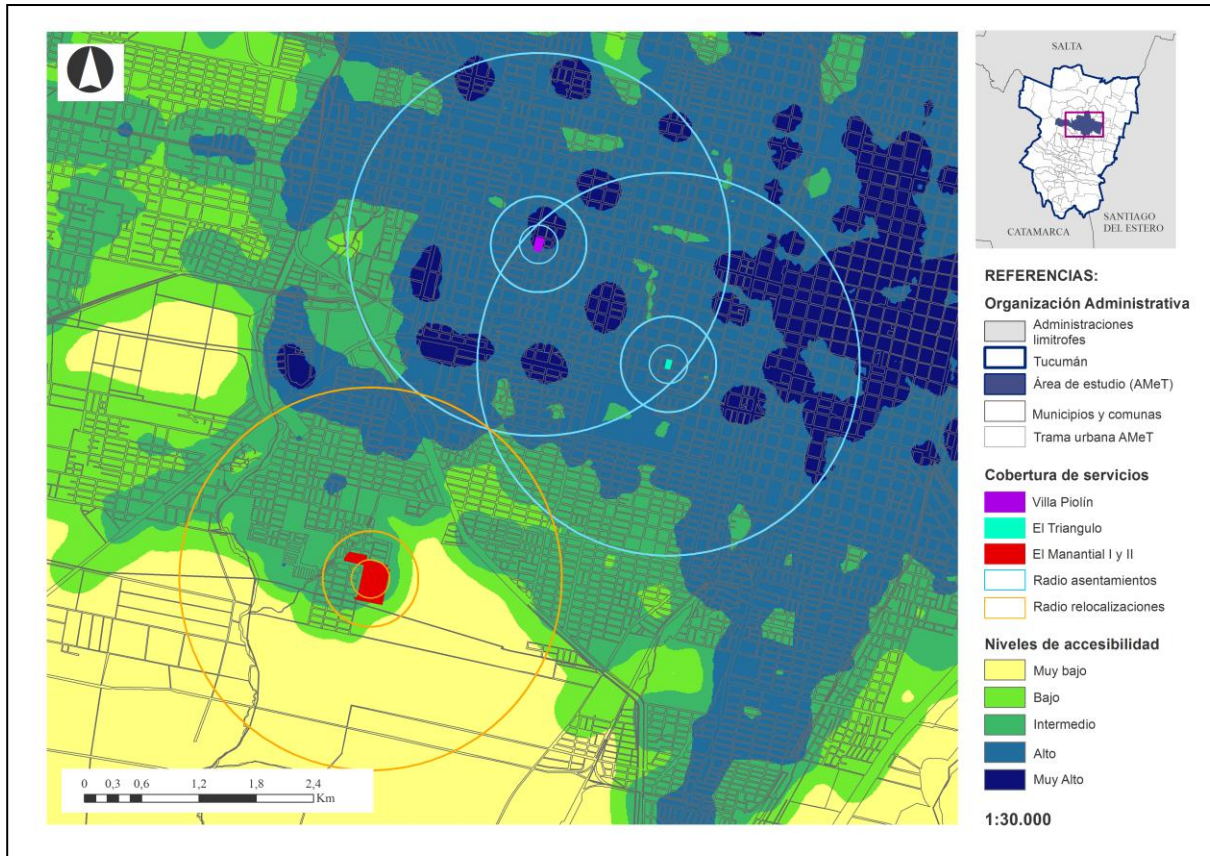 SALTA
SANTIAGO
DEL ESTERO
CATAMARCA
REFERENCIAS:
Organización Administrativa
Administraciones
limitrofes
Tucumán
Área de estudio (AMeT)
Municipios y comunas
Trama urbana AMeT
Cobertura de servicios
Villa Piolín
El Triangulo
El Manantial I y II
Radio asentamientos
Radio relocalizaciones
Niveles de accesibilidad
Muy bajo
Bajo
Intermedio
Alto
Muy Alto
1:30.000
0 0,3 0,6 1,2 1,8 2,4
Km